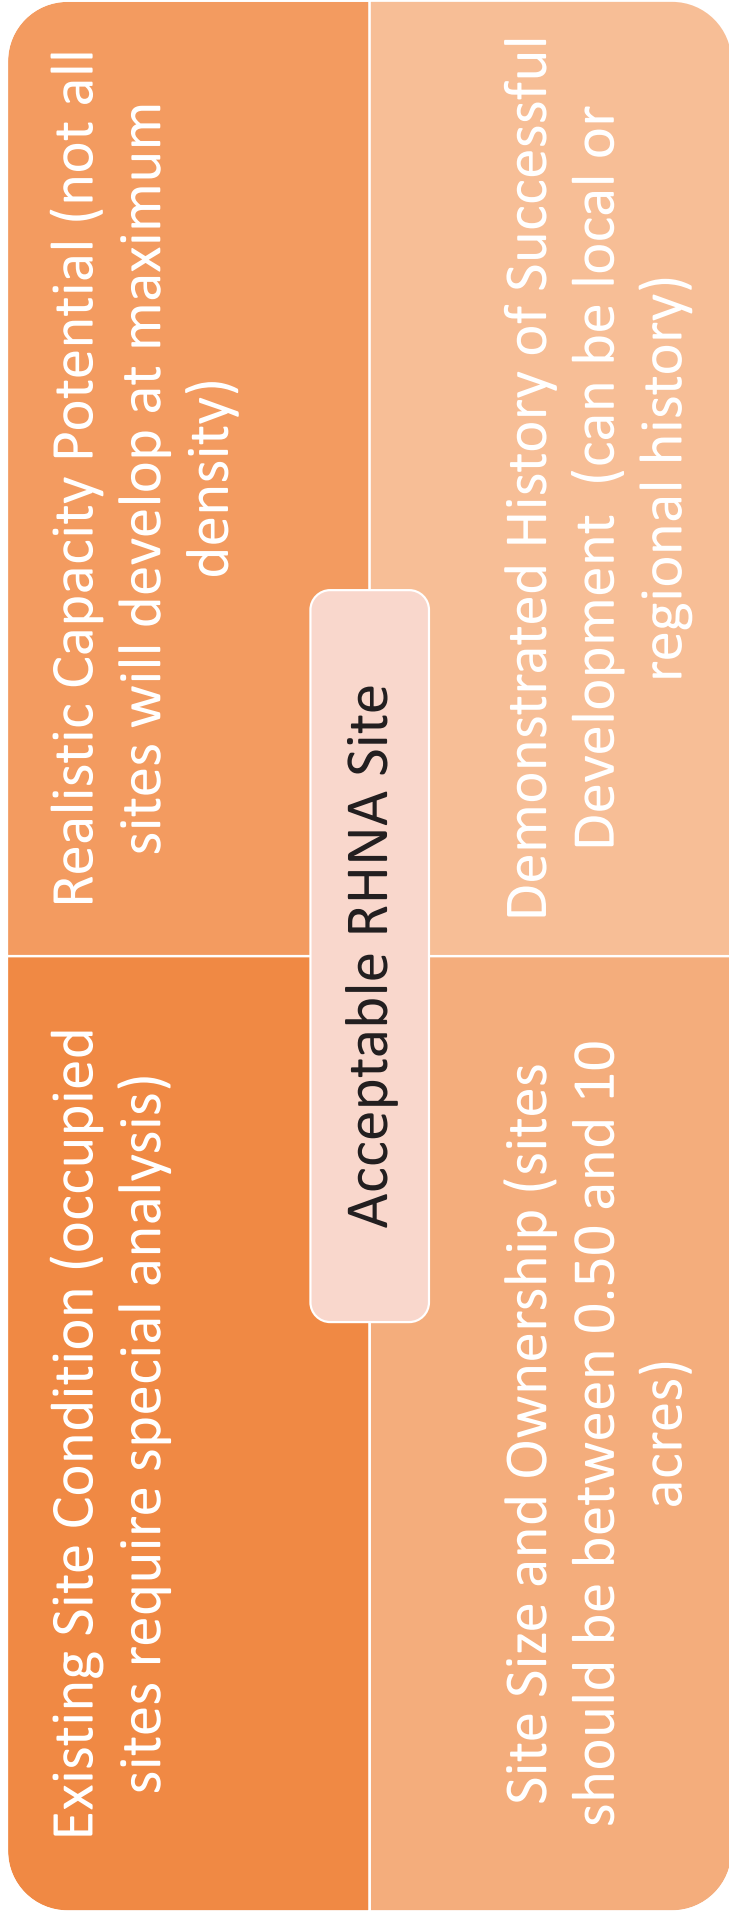 Existing Site Condition (occupied
sites require special analysis)
Realistic Capacity Potential (not all
sites will develop at maximum
density)
Acceptable RHNA Site
Site Size and Ownership (sites
should be between 0.50 and 10
acres)
Demonstrated History of Successful
Development  (can be local or
regional history)